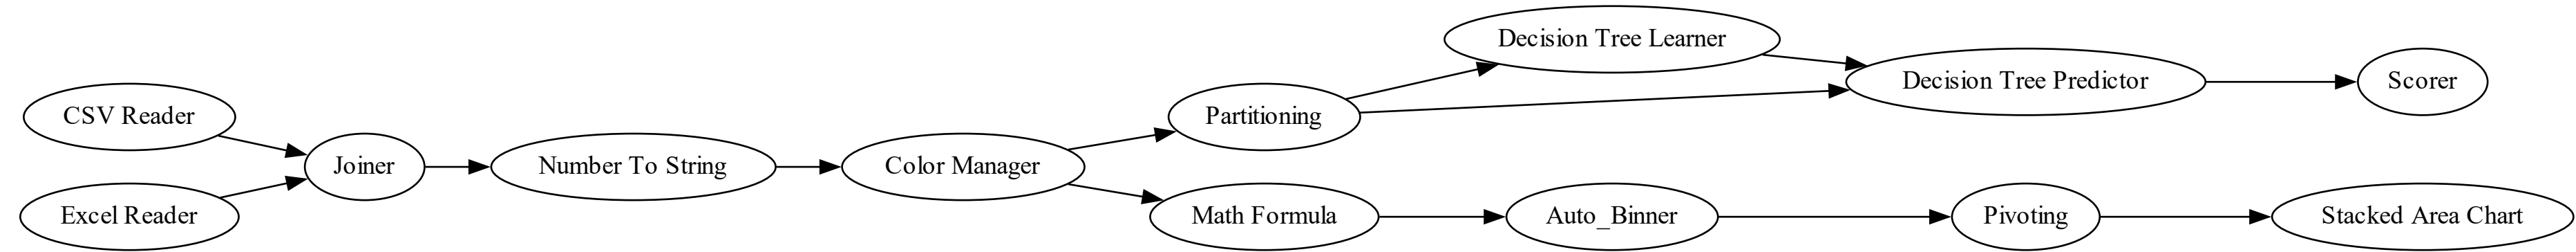 CSV Reader
Excel Reader
Joiner
Number To String
Color Manager
Partitioning
Decision Tree Learner
Decision Tree Predictor
Scorer
Math Formula
Auto_Binner
Pivoting
Stacked Area Chart